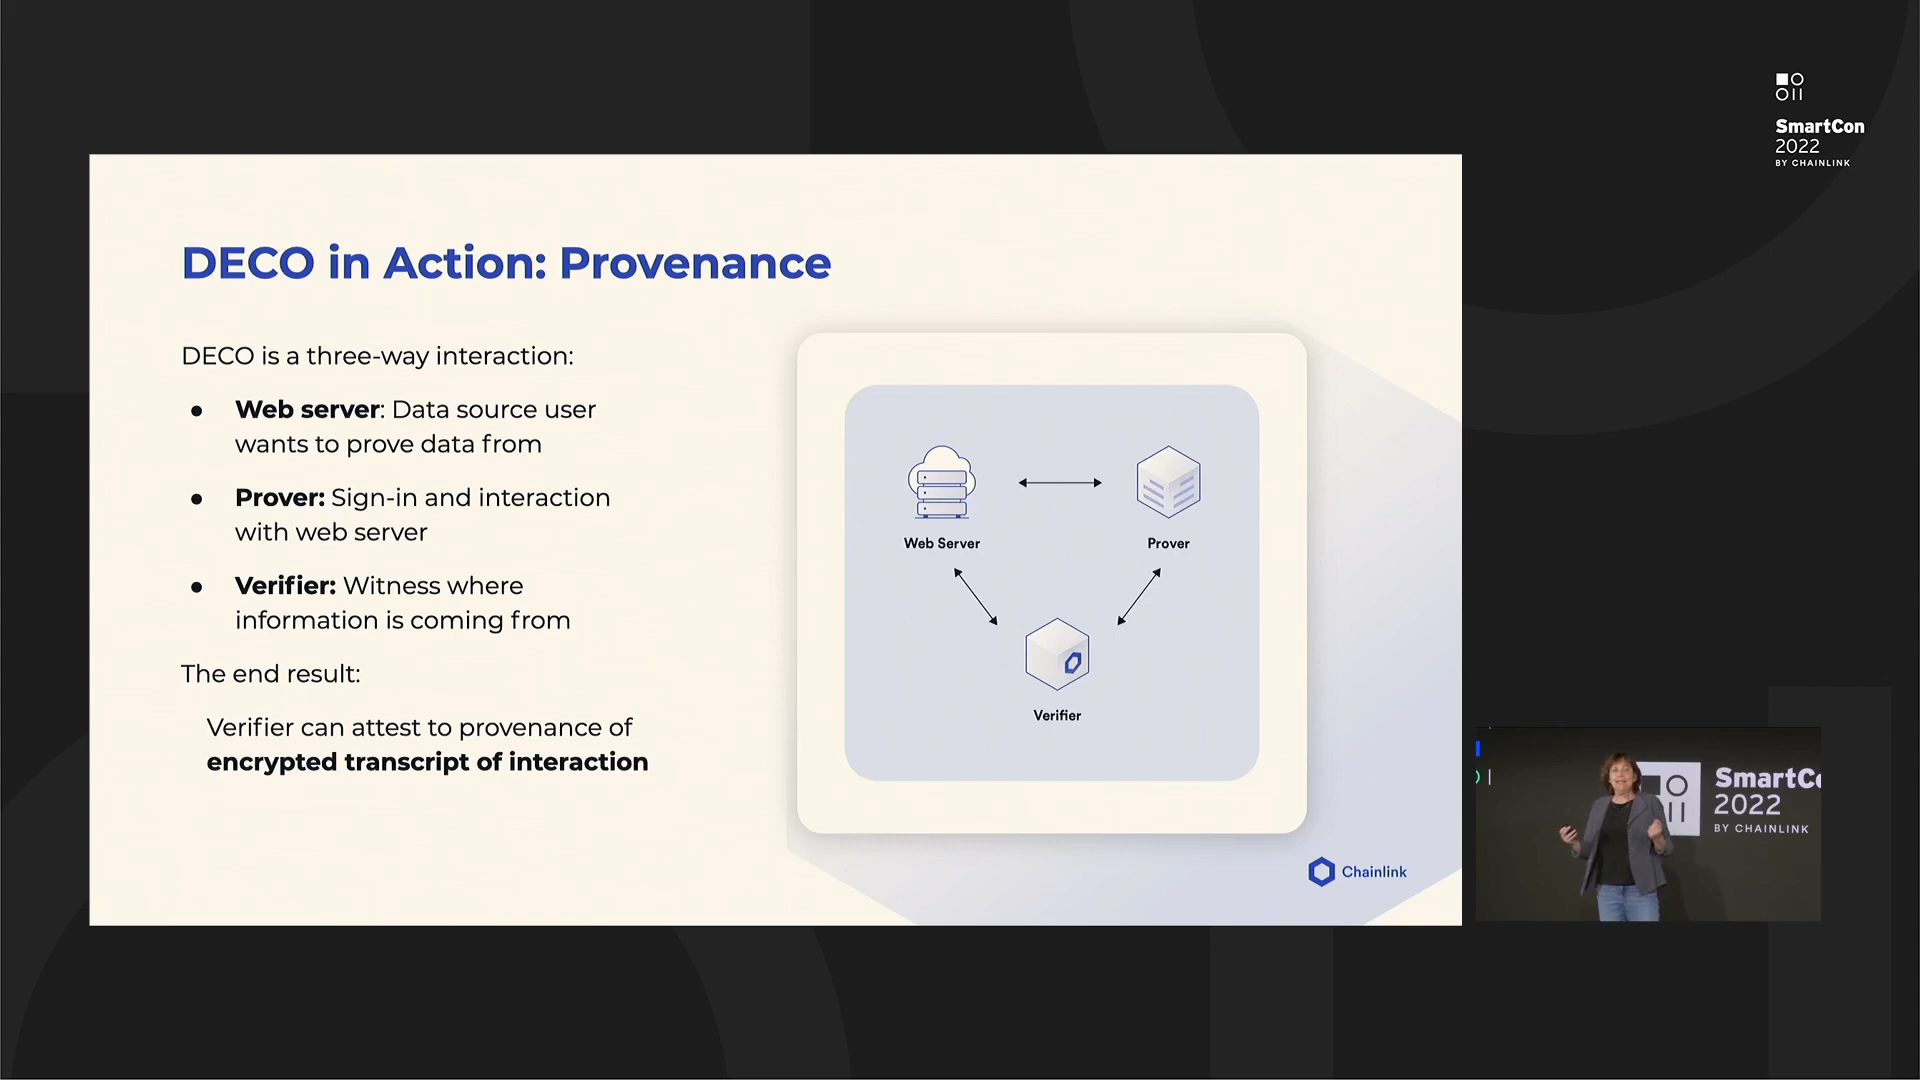 SmartCon
2022
BY CHAINLINK
DECO in Action: Provenance
DECO is a three-way interaction:
● Web server: Data source user
wants to prove data from
● Prover: Sign-in and interaction
with web server
● Verifier: Witness where
information is coming from
The end result:
Verifier can attest to provenance of
encrypted transcript of interaction
Web Server
Prover
Verifier
Chainlink
SmartCo
2022
BY CHAINLINK